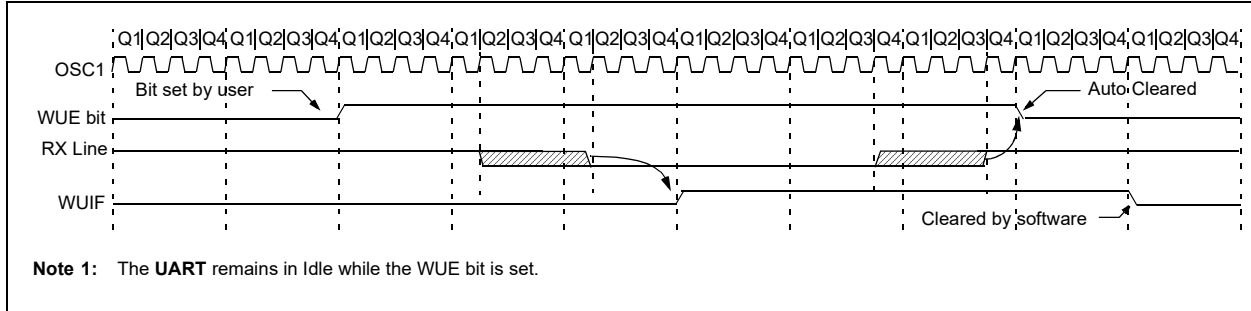 Q1|Q2|Q3|Q4|Q1|Q2|Q3|Q4|Q1|Q2|Q3|Q4|Q1|Q2|Q3|Q4|Q1|Q2|Q3|Q4|Q1|Q2|Q3|Q4|Q1|Q2|Q3|Q4|Q1|Q2|Q3|Q4|Q1|Q2|Q3|Q4|Q1|Q2|Q3|Q4
OSC1
Bit set by user
Auto Cleared
WUE bit
RX Line
WUIF
Cleared by software
Note 1: The UART remains in Idle while the WUE bit is set.